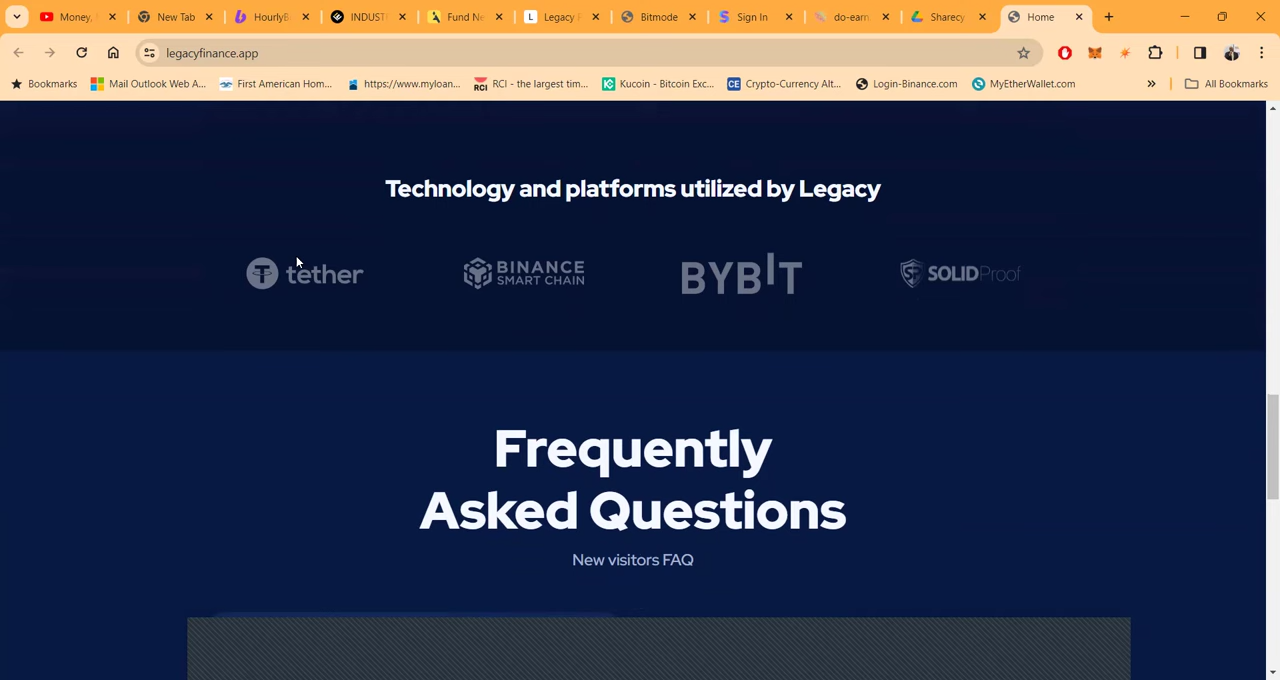 Money,
New Tab
HourlyB
INDUST
Fund Ne
Legacy F
Bitmode
Sign In
do-earn
Sharecy
Home
legacyfinance.app
Bookmarks
Mail Outlook Web A...
First American Hom...
https://www.myloan...
RCI
RCI - the largest tim...
Kucoin - Bitcoin Exc...
CE
Crypto-Currency Alt...
Login-Binance.com
MyEtherWallet.com
All Bookmarks
Technology and platforms utilized by Legacy
tether
BINANCE
SMART CHAIN
BYBIT
SOLIDProof
Frequently
Asked Questions
New visitors FAQ